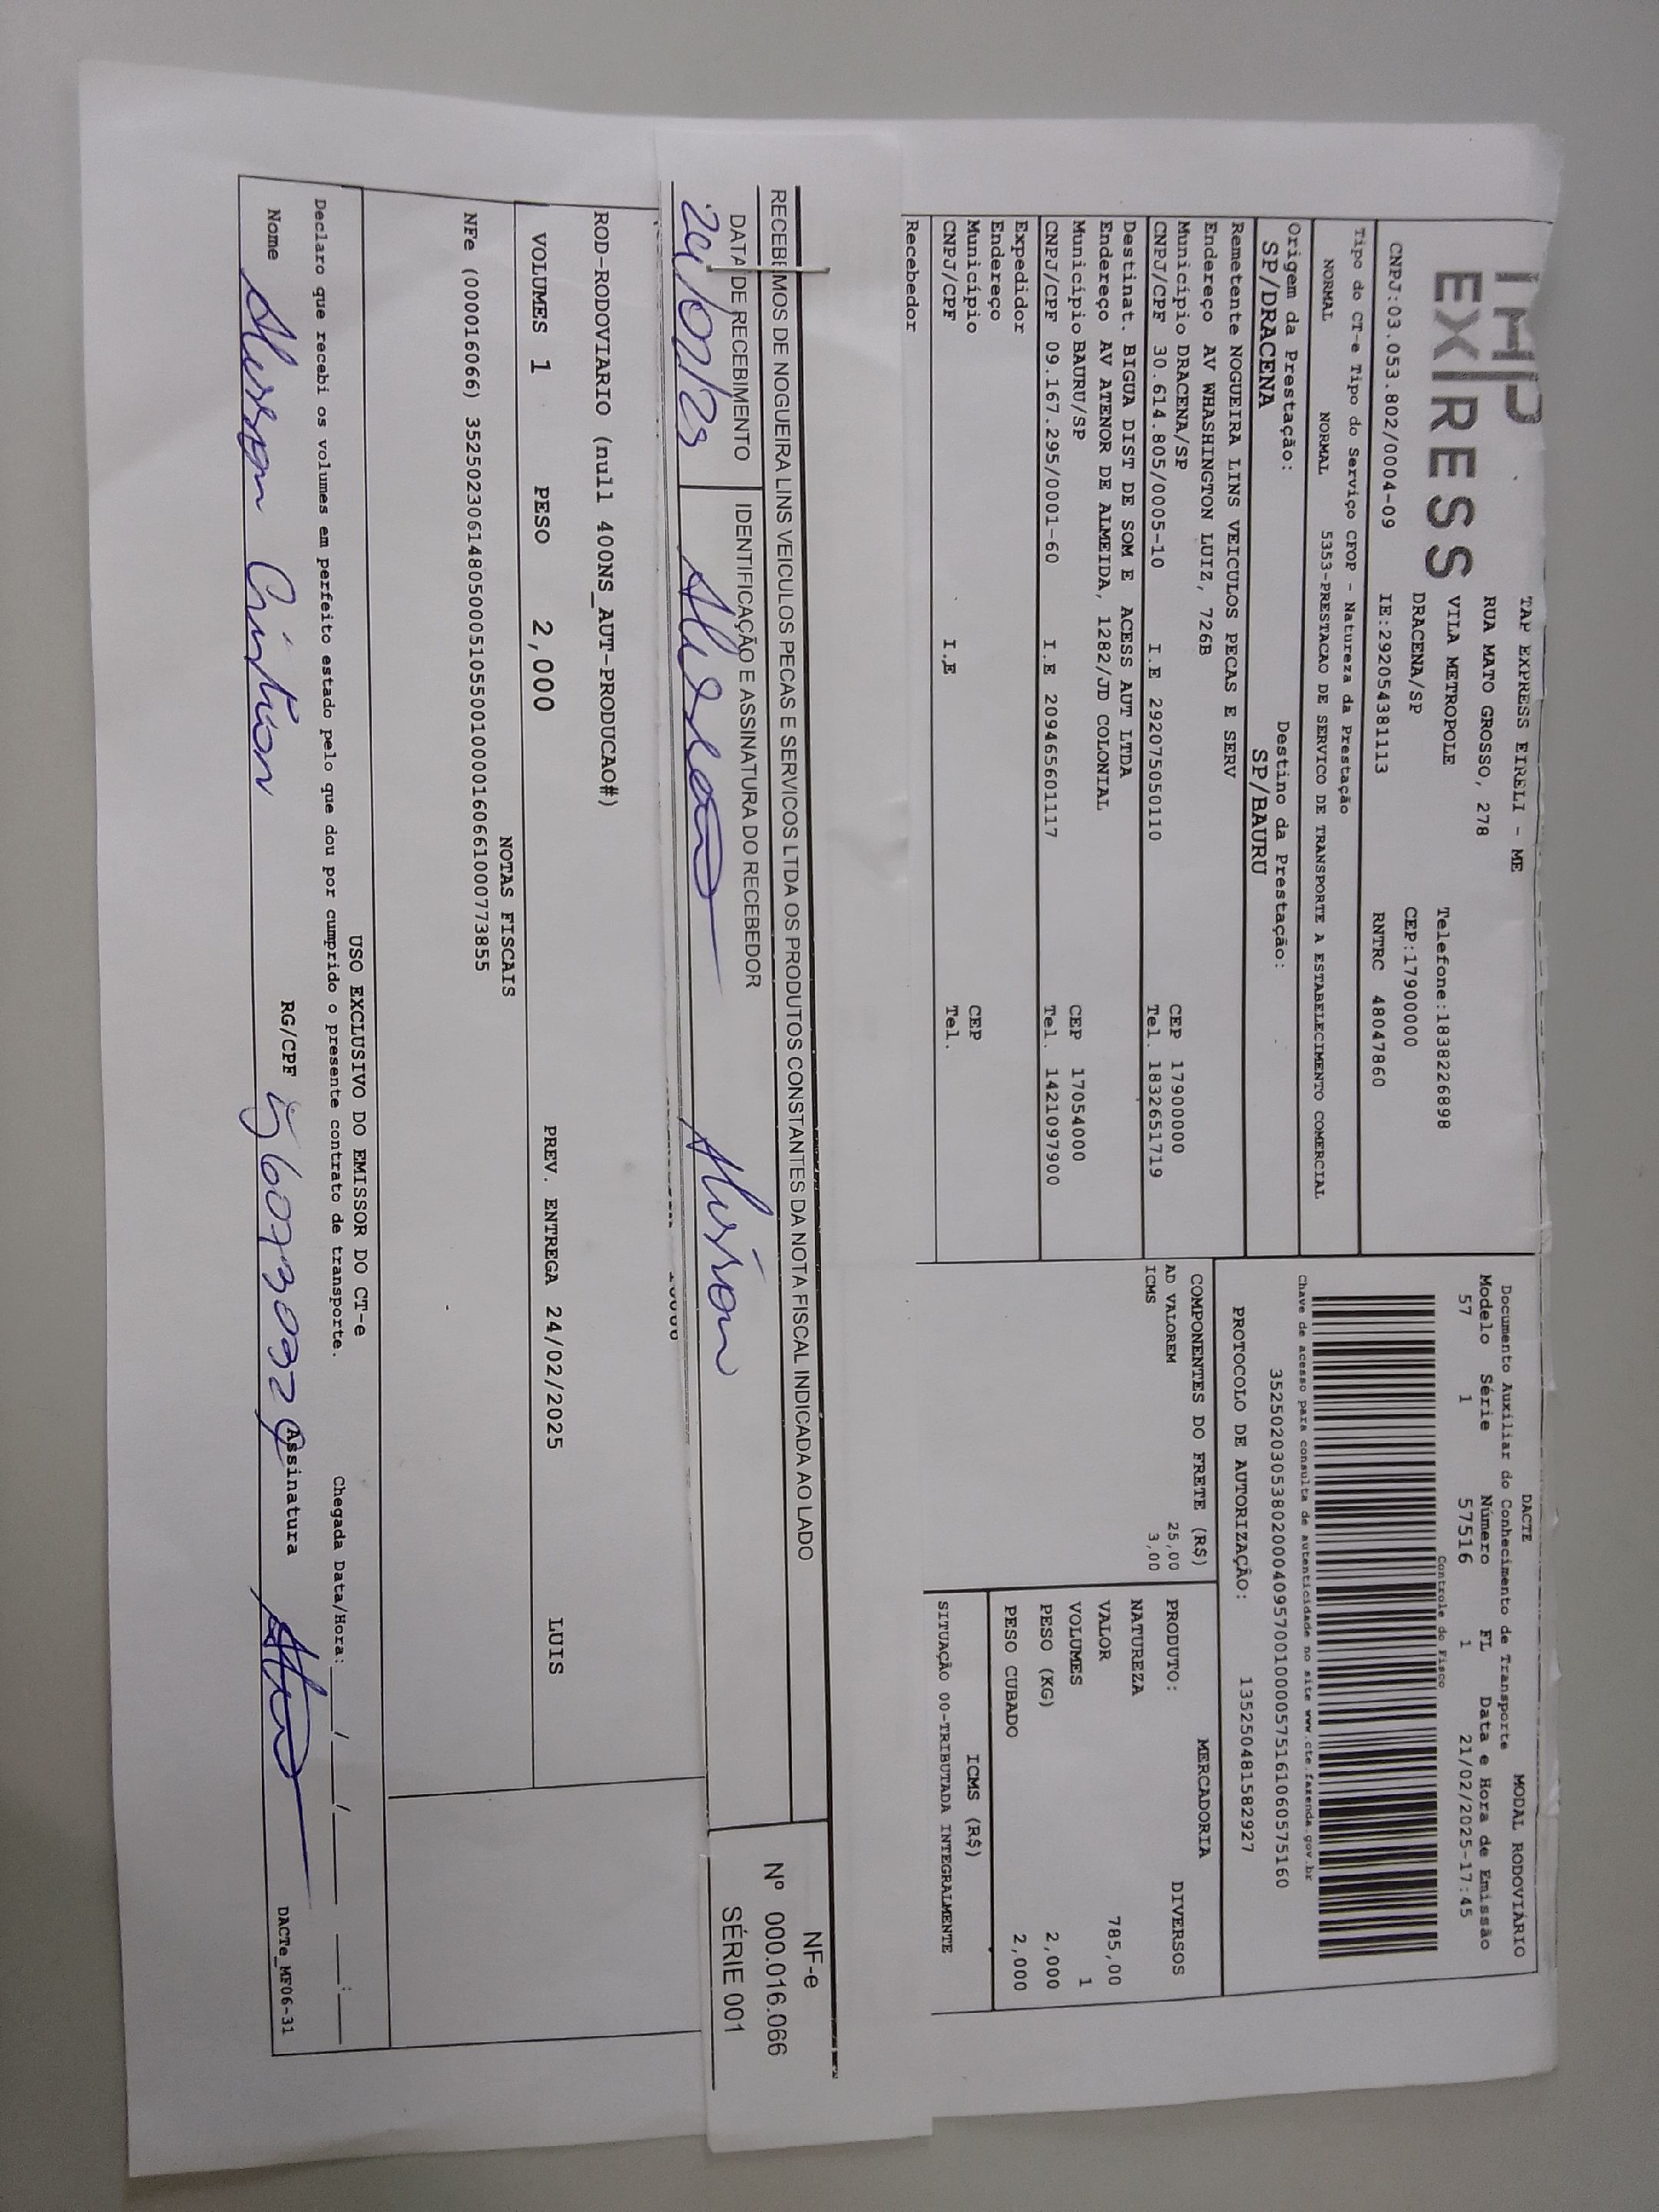 TAP EXPRESS EIRELI - ME
EXPRESS
RUA MATO GROSSO, 278
VILA METROPOLE Telefone:1838226898
DRACENA/SP CEP:17900000
CNPJ:03.053.802/0004-09 IE:292054381113 RNTRC 48047860
Tipo do CT-e Tipo do Serviço CFOP - Natureza da Prestação
NORMAL NORMAL 5353-PRESTACAO DE SERVICO DE TRANSPORTE A ESTABELECIMENTO COMERCIAL
Origem da Prestação: Destino da Prestação:
SP/DRACENA SP/BAURU
Remetente NOGUEIRA LINS VEICULOS PECAS E SERV
Endereço AV WHASHINGTON LUIZ, 726B
Município DRACENA/SP CEP 17900000
CNPJ/CPF 30.614.805/0005-10 I.E 292075050110 Tel. 1832651719
Destinat. BIGUA DIST DE SOM E ACESS AUT LTDA
Endereço AV ATENOR DE ALMEIDA, 1282/JD COLONIAL
Município BAURU/SP CEP 17054000
CNPJ/CPF 09.167.295/0001-60 I.E 209465601117 Tel. 1421097900
Expedidor
Endereço
Município CEP
CNPJ/CPF I.E Tel.
Recebedor
DACTE MODAL RODOVIÁRIO
Documento Auxiliar do Conhecimento de Transporte
Modelo Série Número FL Data e Hora de Emissão
57 1 57516 1 21/02/2025-17:45
Controle do Fisco
Chave de acesso para consulta de autenticidade no site www.cte.fazenda.gov.br
35250203053802000409570010000575161060575160
PROTOCOLO DE AUTORIZAÇÃO: 135250481582927
COMPONENTES DO FRETE (R$)
AD VALOREM 25,00
ICMS 3,00
MERCADORIA
PRODUTO: DIVERSOS
NATUREZA
VALOR 785,00
VOLUMES 1
PESO (KG) 2,000
PESO CUBADO 2,000
ICMS (R$)
SITUAÇÃO 00-TRIBUTADA INTEGRALMENTE
RECEBEMOS DE NOGUEIRA LINS VEICULOS PECAS E SERVICOS LTDA OS PRODUTOS CONSTANTES DA NOTA FISCAL INDICADA AO LADO
DATA DE RECEBIMENTO IDENTIFICAÇÃO E ASSINATURA DO RECEBEDOR
24/02/25
NF-e
Nº 000.016.066
SÉRIE 001
ROD-RODOVIARIO (null 400NS_AUT-PRODUCAO#)
VOLUMES 1 PESO 2,000 PREV. ENTREGA 24/02/2025 LUIS
NOTAS FISCAIS
NFe (000016066) 35250230614805000510550010000160661000773855
USO EXCLUSIVO DO EMISSOR DO CT-e
Declaro que recebi os volumes em perfeito estado pelo que dou por cumprido o presente contrato de transporte. Chegada Data/Hora: / / :
Nome RG/CPF Assinatura
DACTe_MF06-31